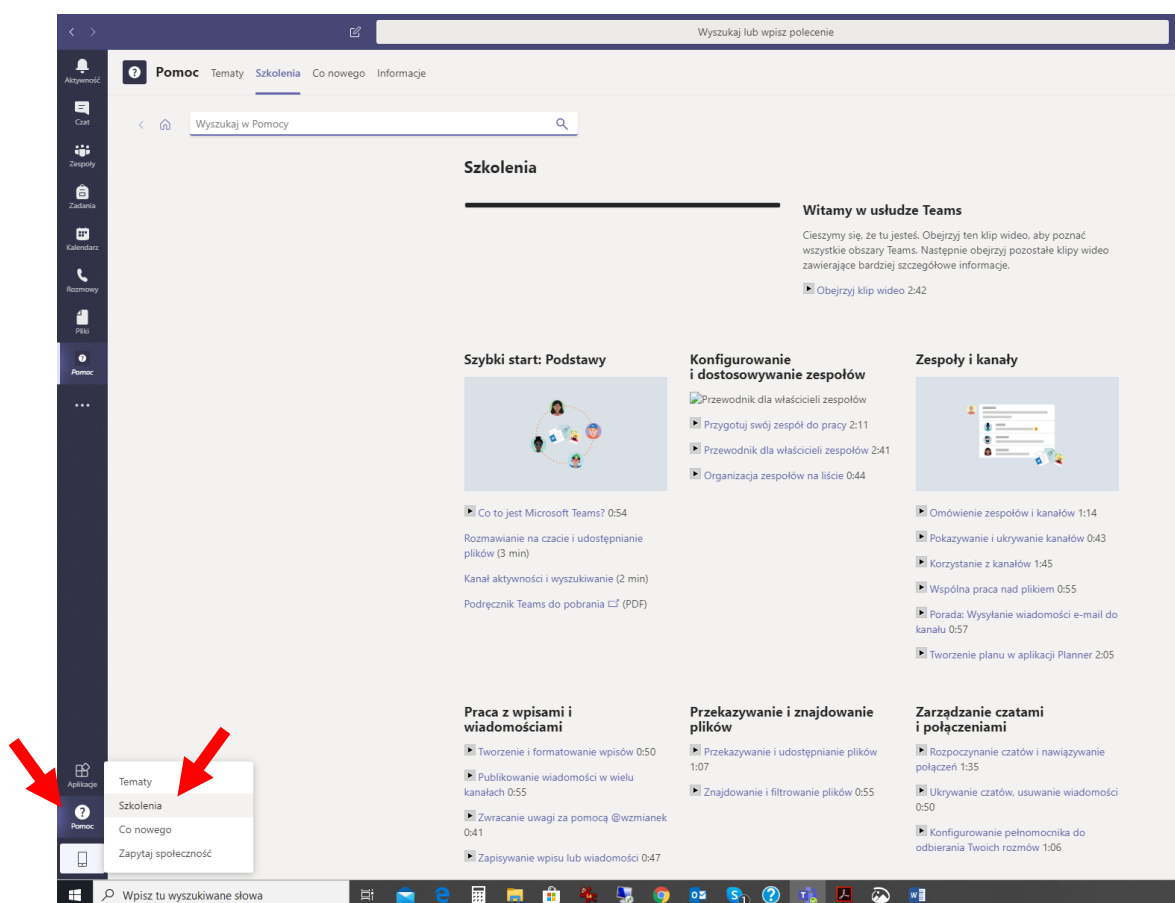 Wyszukaj lub wpisz polecenie
Aktywność
Czat
Zespoły
Zadania
Kalendarz
Rozmowy
Pliki
Pomoc
Pomoc Tematy Szkolenia Co nowego Informacje
Wyszukaj w Pomocy
Szkolenia
Witamy w usłudze Teams
Cieszymy się, że tu jesteś. Obejrzyj ten klip wideo, aby poznać
wszystkie obszary Teams. Następnie obejrzyj pozostałe klipy wideo
zawierające bardziej szczegółowe informacje.
Obejrzyj klip wideo 2:42
Szybki start: Podstawy
Co to jest Microsoft Teams? 0:54
Rozmawianie na czacie i udostępnianie
plików (3 min)
Kanał aktywności i wyszukiwanie (2 min)
Podręcznik Teams do pobrania (PDF)
Konfigurowanie
i dostosowywanie zespołów
Przewodnik dla właścicieli zespołów
Przygotuj swój zespół do pracy 2:11
Przewodnik dla właścicieli zespołów 2:41
Organizacja zespołów na liście 0:44
Zespoły i kanały
Omówienie zespołów i kanałów 1:14
Pokazywanie i ukrywanie kanałów 0:43
Korzystanie z kanałów 1:45
Wspólna praca nad plikiem 0:55
Porada: Wysyłanie wiadomości e-mail do
kanału 0:57
Tworzenie planu w aplikacji Planner 2:05
Praca z wpisami i
wiadomościami
Tworzenie i formatowanie wpisów 0:50
Publikowanie wiadomości w wielu
kanałach 0:55
Zwracanie uwagi za pomocą @wzmianek
0:41
Zapisywanie wpisu lub wiadomości 0:47
Przekazywanie i znajdowanie
plików
Przekazywanie i udostępnianie plików
1:07
Znajdowanie i filtrowanie plików 0:55
Zarządzanie czatami
i połączeniami
Rozpoczynanie czatów i nawiązywanie
połączeń 1:35
Ukrywanie czatów, usuwanie wiadomości
0:50
Konfigurowanie pełnomocnika do
odbierania Twoich rozmów 1:06
Aplikacje
Pomoc
Tematy
Szkolenia
Co nowego
Zapytaj społeczność
Wpisz tu wyszukiwane słowa